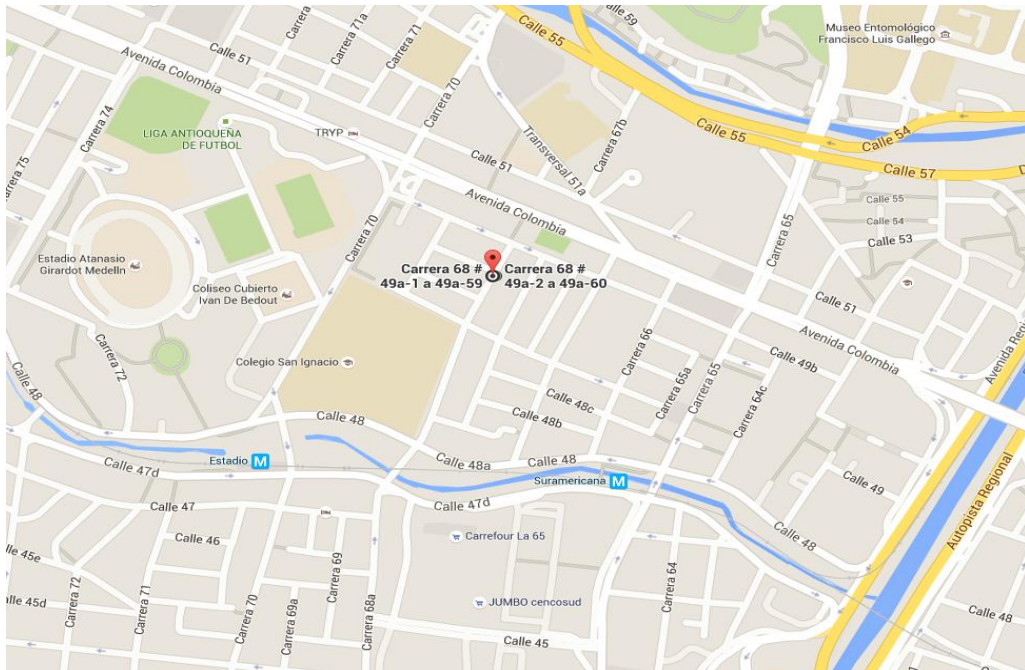 Calle 59
Carrera 71a
Carrera 71
Calle 55
Museo Entomológico
Francisco Luis Gallego
Calle 51
Avenida Colombia
Carrera 70
Carrera 74
LIGA ANTIOQUEÑA
DE FUTBOL
TRYP
Calle 51
Transversal 51a
Carrera 67b
Calle 55
Calle 54
Calle 57
Carrera 75
Avenida Colombia
Carrera 65
Calle 55
Calle 54
Calle 53
Carrera 70
Estadio Atanasio
Girardot Medelln
Carrera 68 #
49a-1 a 49a-59
Carrera 68 #
49a-2 a 49a-60
Coliseo Cubierto
Ivan De Bedout
Calle 51
Avenida Colombia
Carrera 72
Colegio San Ignacio
Carrera 66
Carrera 65a
Carrera 65
Calle 49b
Carrera 64c
Calle 48
Calle 48
Calle 48c
Calle 48b
Estadio
M
Calle 48a
Calle 48
Suramericana
M
Calle 47d
Calle 47d
Calle 49
Autopista Regional
Calle 47
Calle 46
Carrefour La 65
Calle 48
JUMBO cencosud
Carrera 72
Carrera 71
Carrera 70
Carrera 69a
Carrera 69
Carrera 68a
Carrera 64
Calle 45
Calle 48